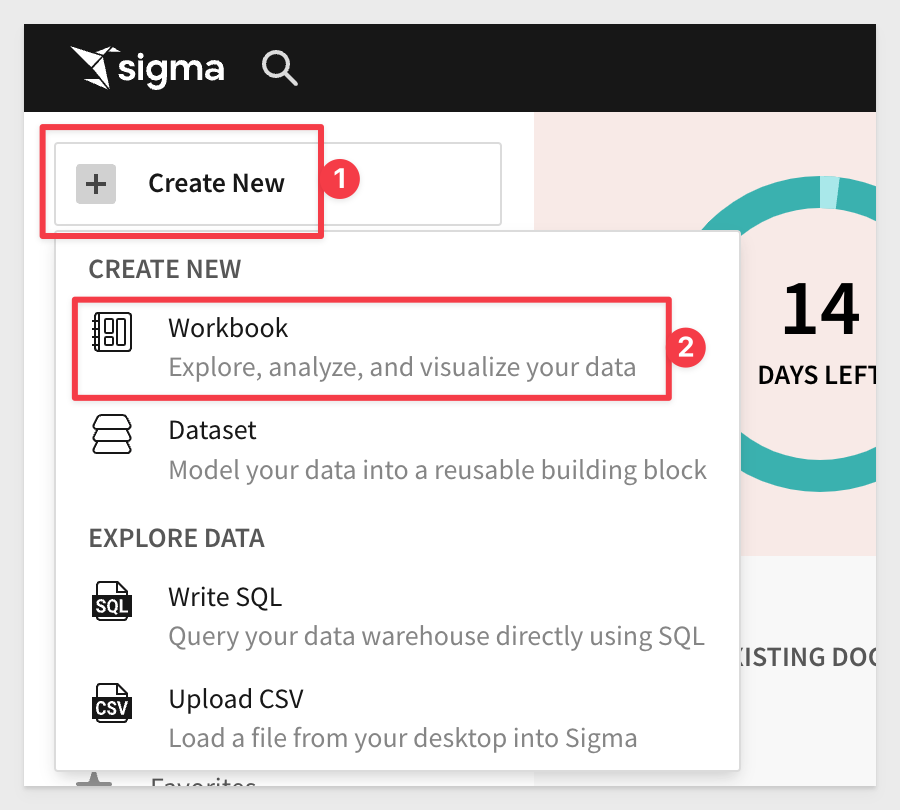 sigma
Create New
1
CREATE NEW
Workbook
Explore, analyze, and visualize your data
2
Dataset
Model your data into a reusable building block
EXPLORE DATA
SQL
Write SQL
Query your data warehouse directly using SQL
CSV
Upload CSV
Load a file from your desktop into Sigma
Favorites
14
DAYS LEFT